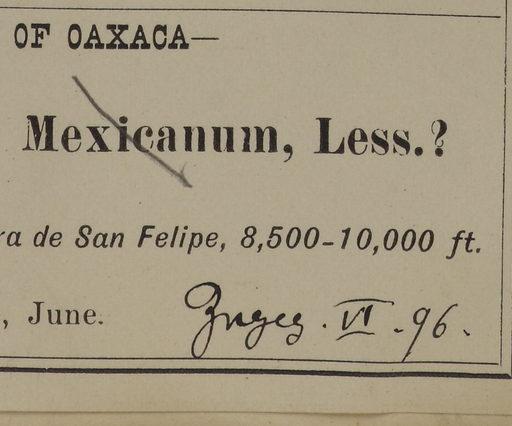 OF OAXACA—
Mexicanum, Less.?
ra de San Felipe, 8,500-10,000 ft.
, June.
VI.96.